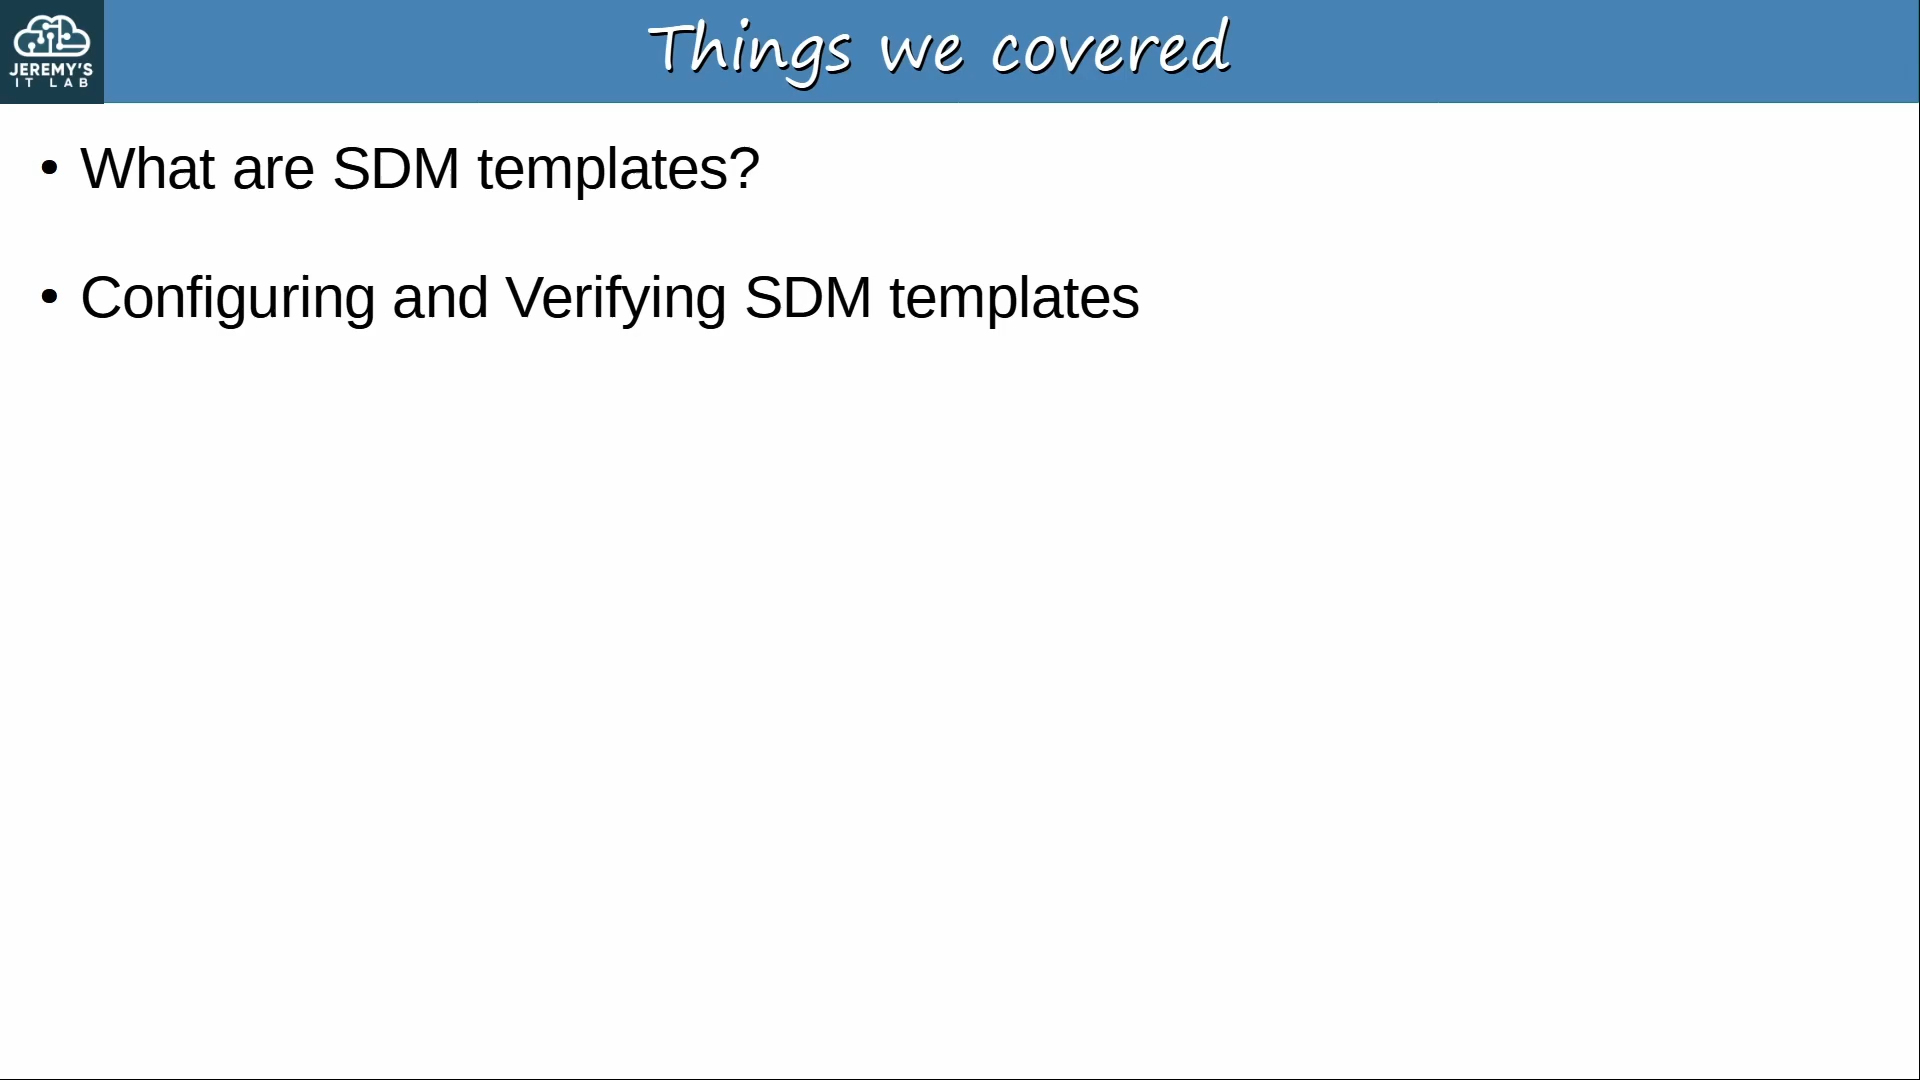 JEREMY'S
IT LAB
Things we covered
• What are SDM templates?
• Configuring and Verifying SDM templates